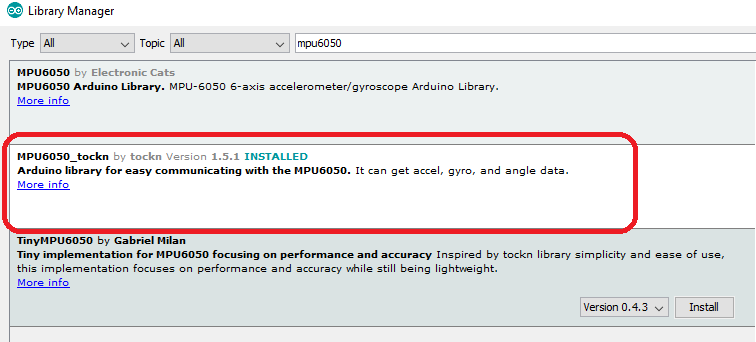 Library Manager
Type All Topic All mpu6050
MPU6050 by Electronic Cats
MPU6050 Arduino Library. MPU-6050 6-axis accelerometer/gyroscope Arduino Library.
More info
MPU6050_tockn by tockn Version 1.5.1 INSTALLED
Arduino library for easy communicating with the MPU6050. It can get accel, gyro, and angle data.
More info
TinyMPU6050 by Gabriel Milan
Tiny implementation for MPU6050 focusing on performance and accuracy Inspired by tockn library simplicity and ease of use,
this implementation focuses on performance and accuracy while still being lightweight.
More info
Version 0.4.3 Install